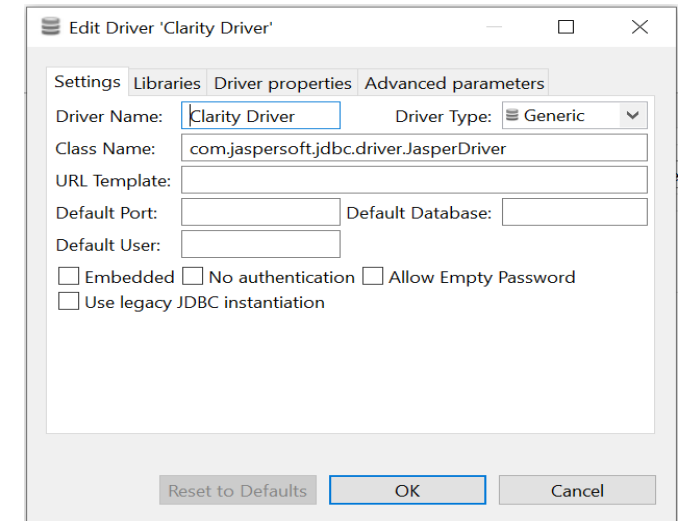 Edit Driver 'Clarity Driver'
Settings Libraries Driver properties Advanced parameters
Driver Name: Clarity Driver Driver Type: Generic
Class Name: com.jaspersoft.jdbc.driver.JasperDriver
URL Template:
Default Port: Default Database:
Default User:
Embedded No authentication Allow Empty Password
Use legacy JDBC instantiation
Reset to Defaults OK Cancel